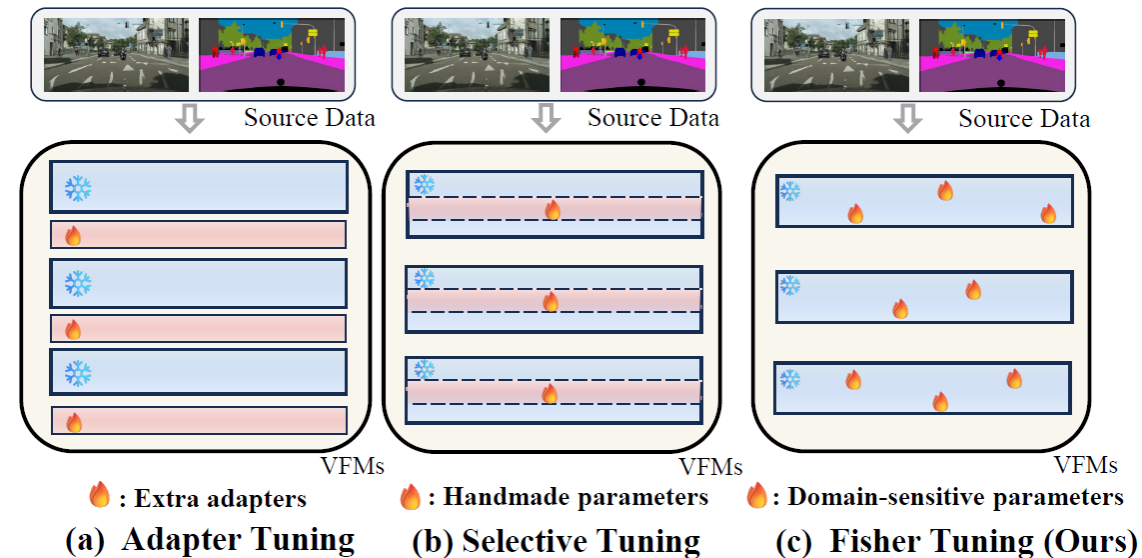 Source Data
Source Data
Source Data
VFMs
VFMs
VFMs
: Extra adapters
: Handmade parameters
: Domain-sensitive parameters
(a) Adapter Tuning
(b) Selective Tuning
(c) Fisher Tuning (Ours)